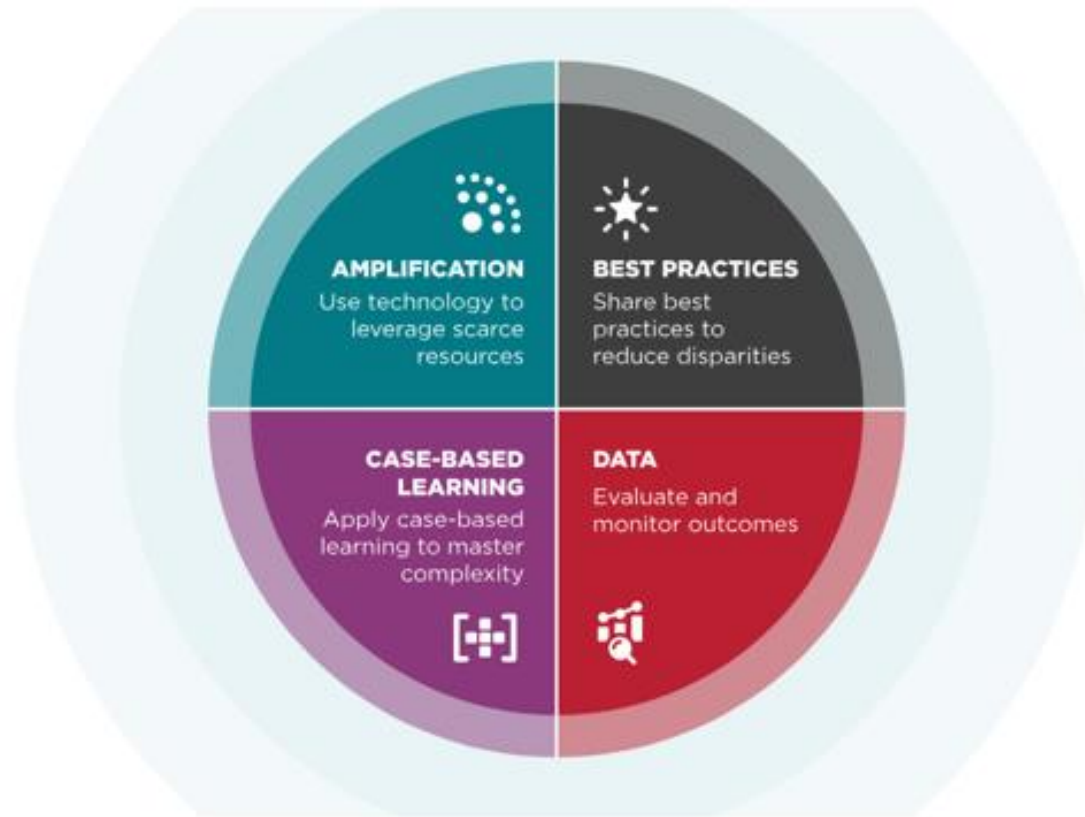 AMPLIFICATION
Use technology to
leverage scarce
resources
BEST PRACTICES
Share best
practices to
reduce disparities
CASE-BASED
LEARNING
Apply case-based
learning to master
complexity
DATA
Evaluate and
monitor outcomes